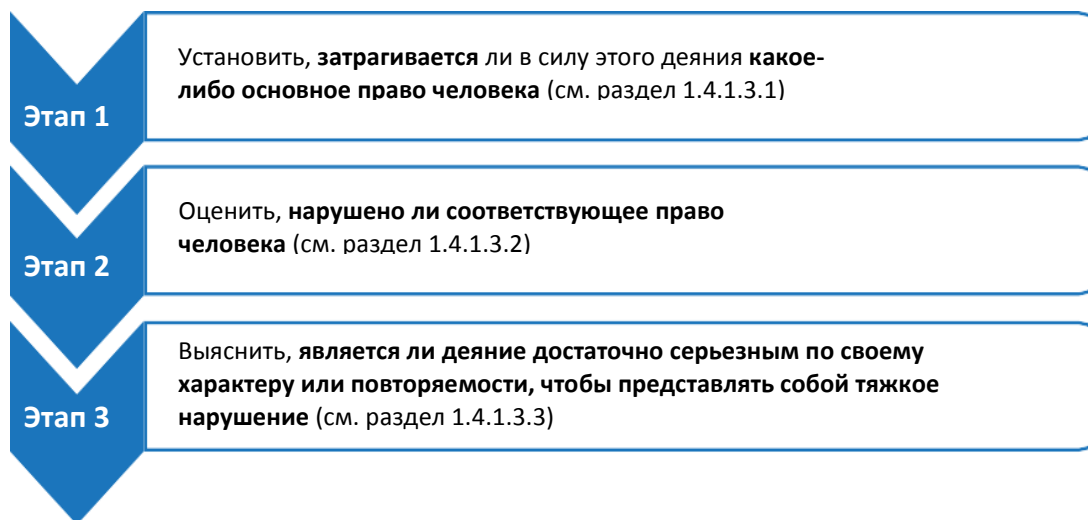 Установить, затрагивается ли в силу этого деяния какое-
либо основное право человека (см. раздел 1.4.1.3.1)
Этап 1
Оценить, нарушено ли соответствующее право
человека (см. раздел 1.4.1.3.2)
Этап 2
Выяснить, является ли деяние достаточно серьезным по своему
характеру или повторяемости, чтобы представлять собой тяжкое
нарушение (см. раздел 1.4.1.3.3)
Этап 3